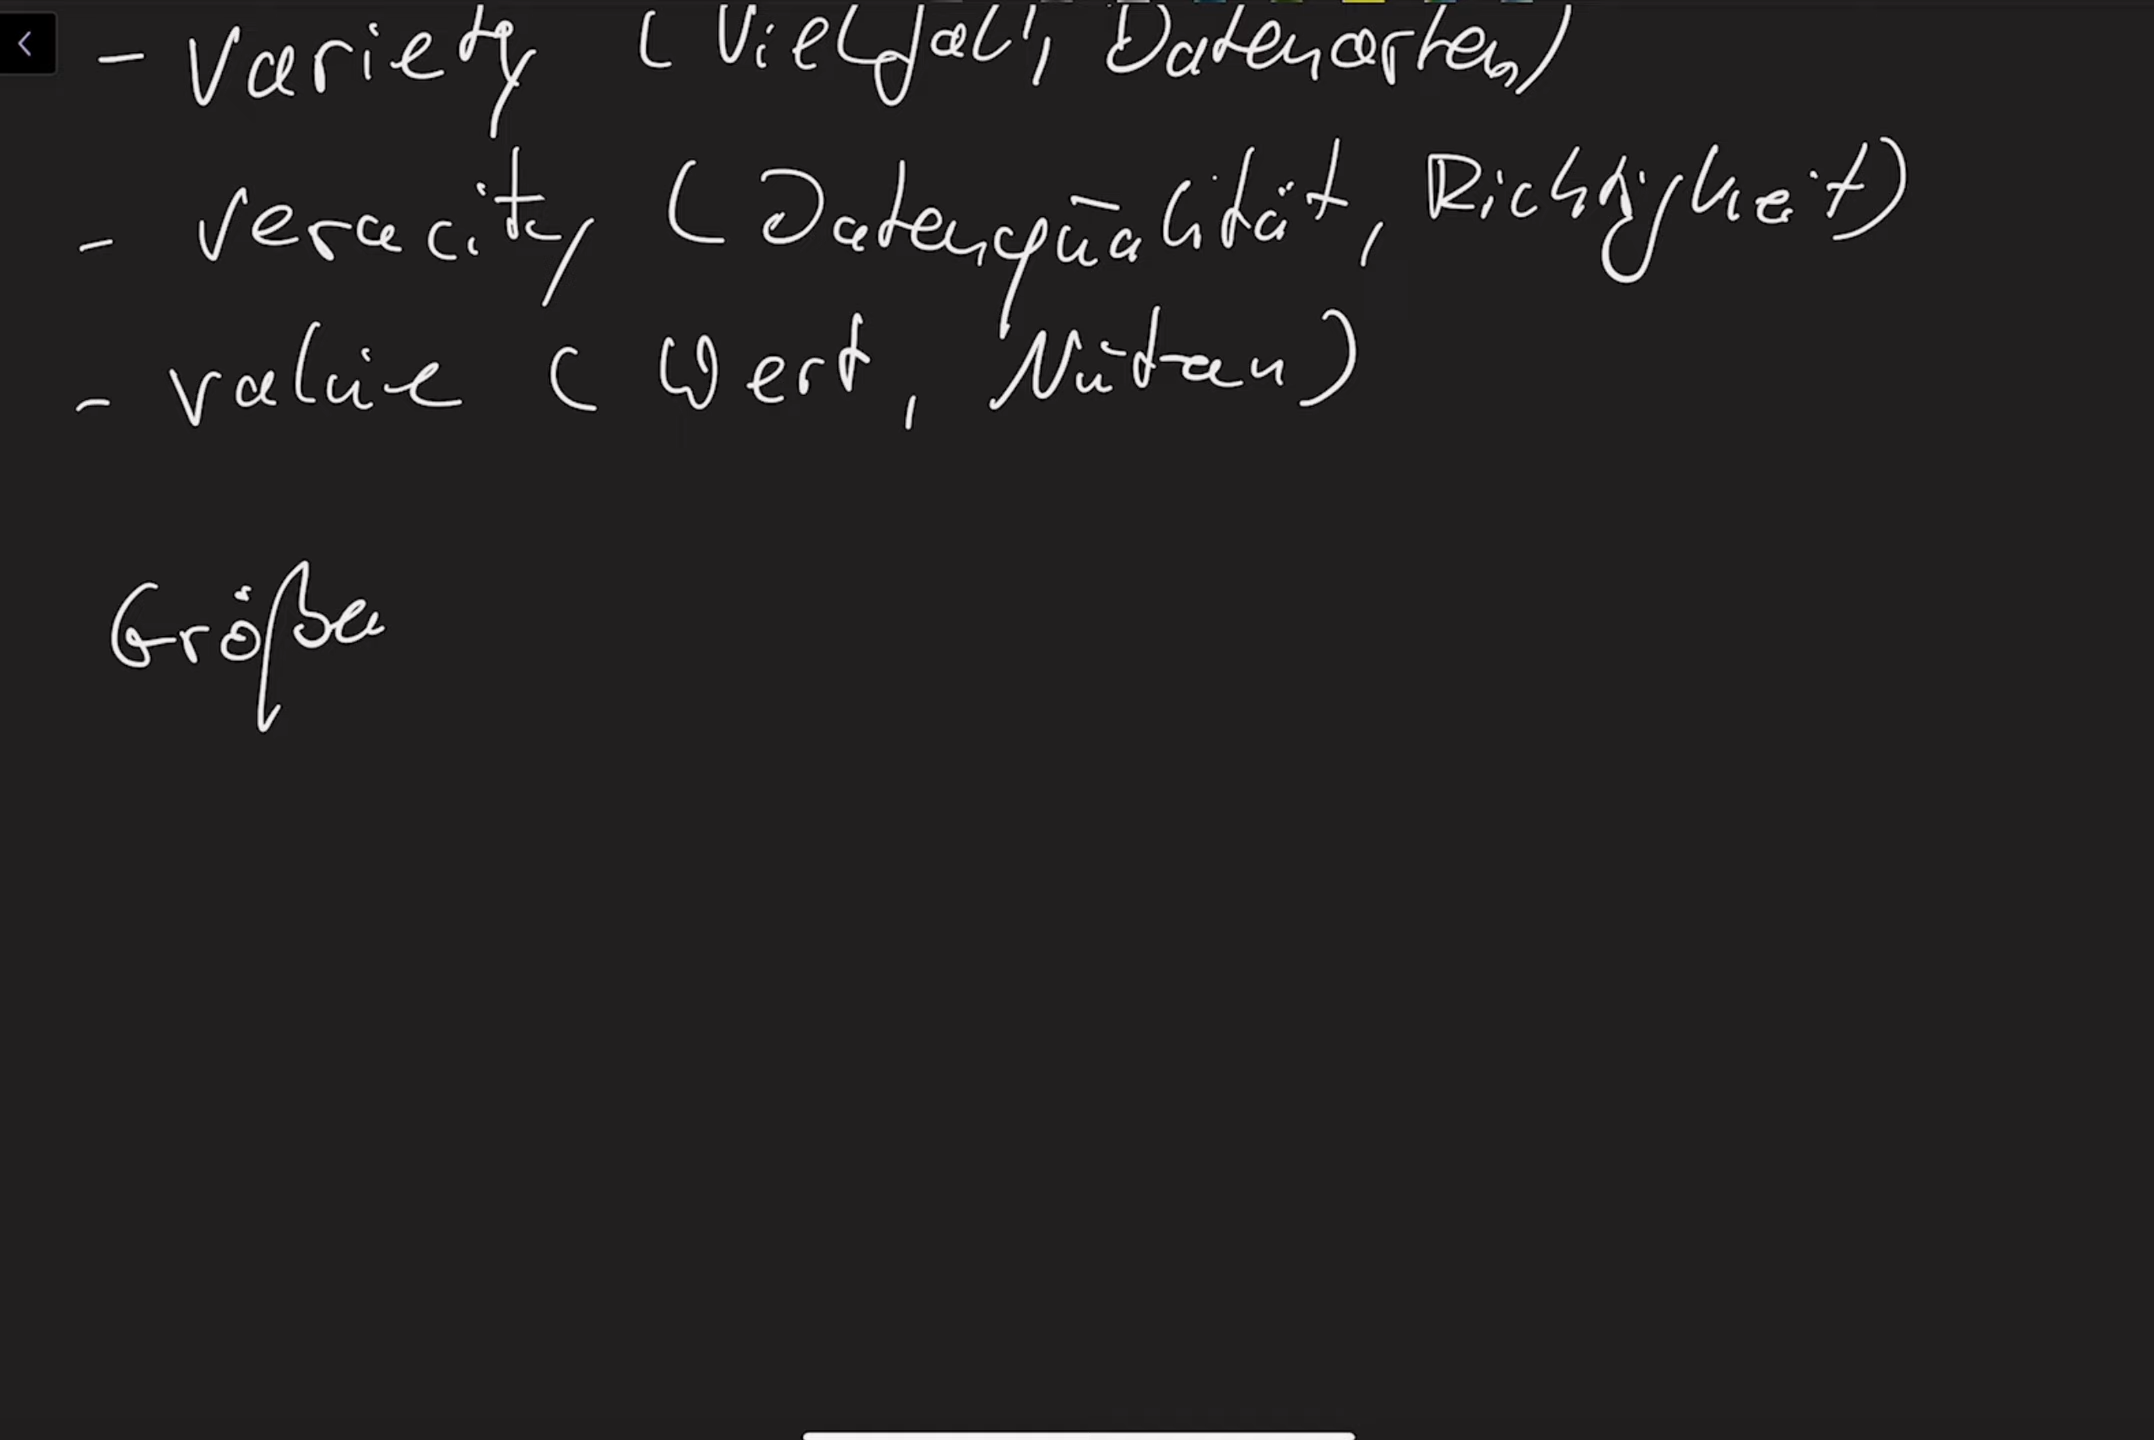 - Variety (Vielfalt, Datenarten)
- Veracity (Datenqualität, Richtigkeit)
- value (Wert, Nutzen)
Größe